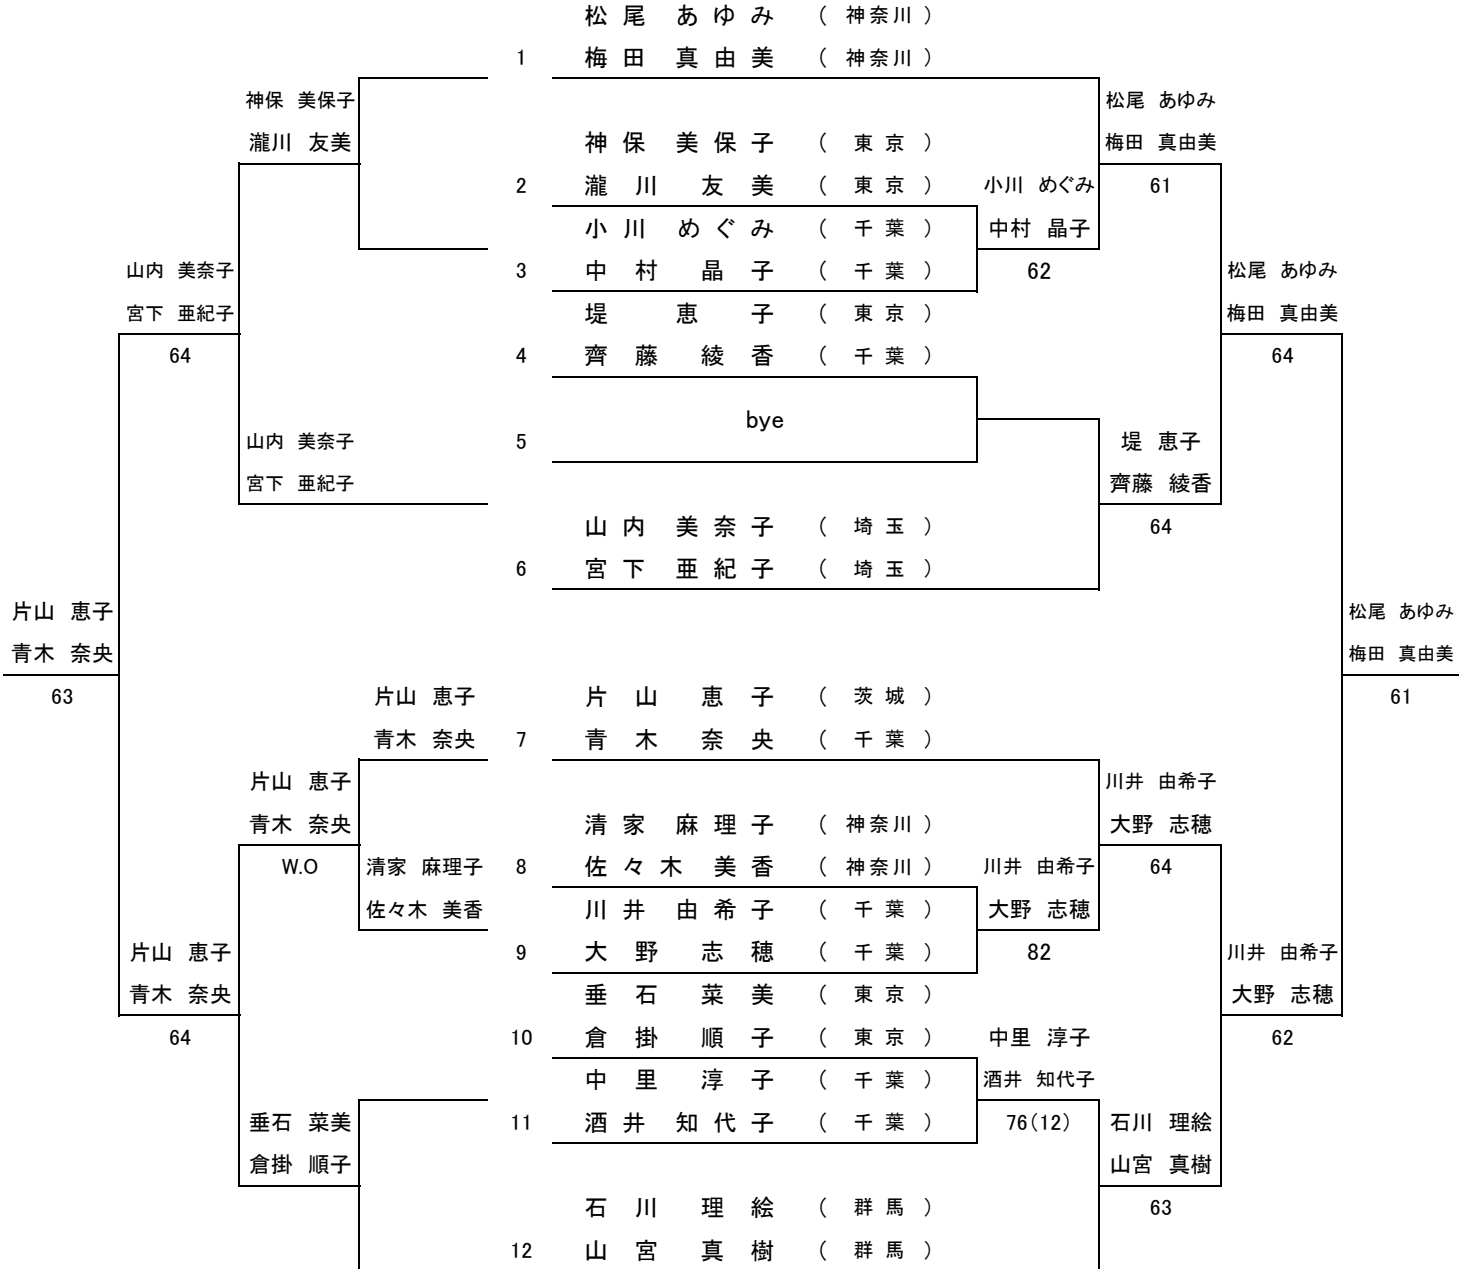 松尾 あゆみ （ 神奈川 ）
1 梅田 真由美 （ 神奈川 ）
神保 美保子 松尾 あゆみ
瀧川 友美 神保 美保子 （ 東京 ） 梅田 真由美
2 瀧川 友美 （ 東京 ） 小川 めぐみ 61
小川 めぐみ （ 千葉 ） 中村 晶子
山内 美奈子 3 中村 晶子 （ 千葉 ） 62 松尾 あゆみ
宮下 亜紀子 堤 恵子 （ 東京 ） 梅田 真由美
64 4 齊藤 綾香 （ 千葉 ） 64
bye
山内 美奈子 5 堤 恵子
宮下 亜紀子 齊藤 綾香
山内 美奈子 （ 埼玉 ） 64
6 宮下 亜紀子 （ 埼玉 ）
片山 恵子 松尾 あゆみ
青木 奈央 梅田 真由美
63 片山 恵子 片山 恵子 （ 茨城 ） 61
青木 奈央 7 青木 奈央 （ 千葉 ）
片山 恵子 川井 由希子
青木 奈央 清家 麻理子 （ 神奈川 ） 大野 志穂
W.O 清家 麻理子 8 佐々木 美香 （ 神奈川 ） 川井 由希子 64
佐々木 美香 川井 由希子 （ 千葉 ） 大野 志穂
片山 恵子 9 大野 志穂 （ 千葉 ） 82 川井 由希子
青木 奈央 垂石 菜美 （ 東京 ） 大野 志穂
64 10 倉掛 順子 （ 東京 ） 中里 淳子 62
中里 淳子 （ 千葉 ） 酒井 知代子
垂石 菜美 11 酒井 知代子 （ 千葉 ） 76(12) 石川 理絵
倉掛 順子 山宮 真樹
石川 理絵 （ 群馬 ） 63
12 山宮 真樹 （ 群馬 ）